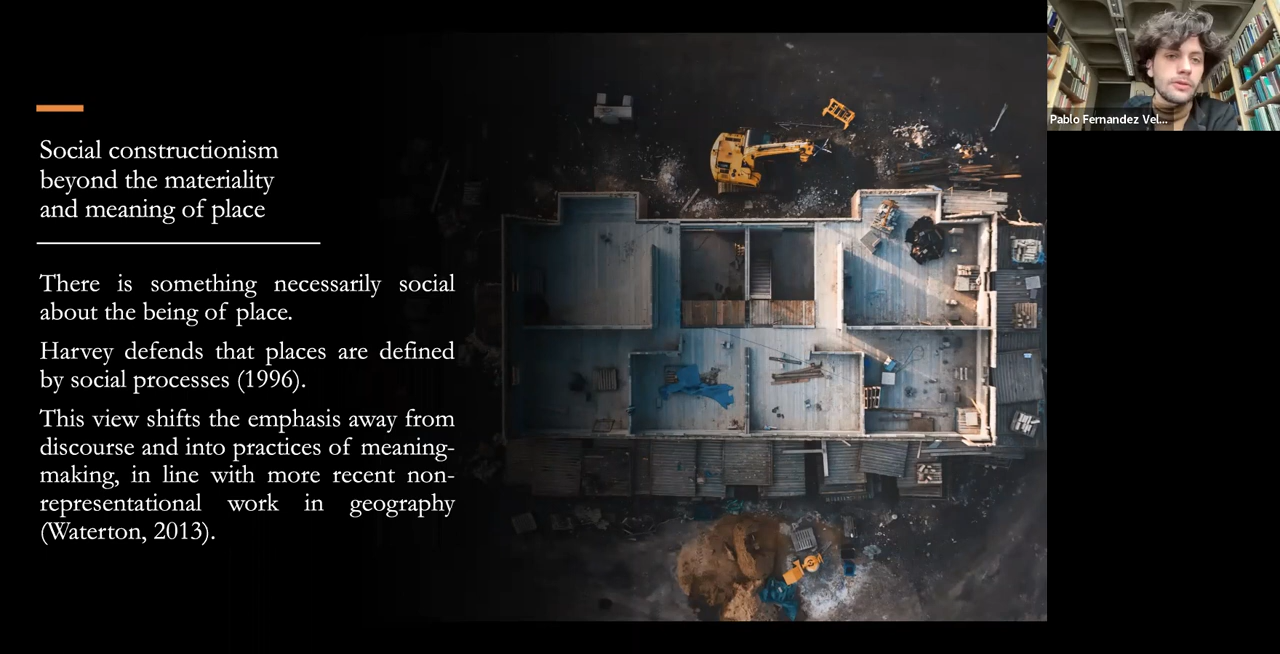 Social constructionism
beyond the materiality
and meaning of place
There is something necessarily social
about the being of place.
Harvey defends that places are defined
by social processes (1996).
This view shifts the emphasis away from
discourse and into practices of meaning-
making, in line with more recent non-
representational work in geography
(Waterton, 2013).
Pablo Fernandez Vel...